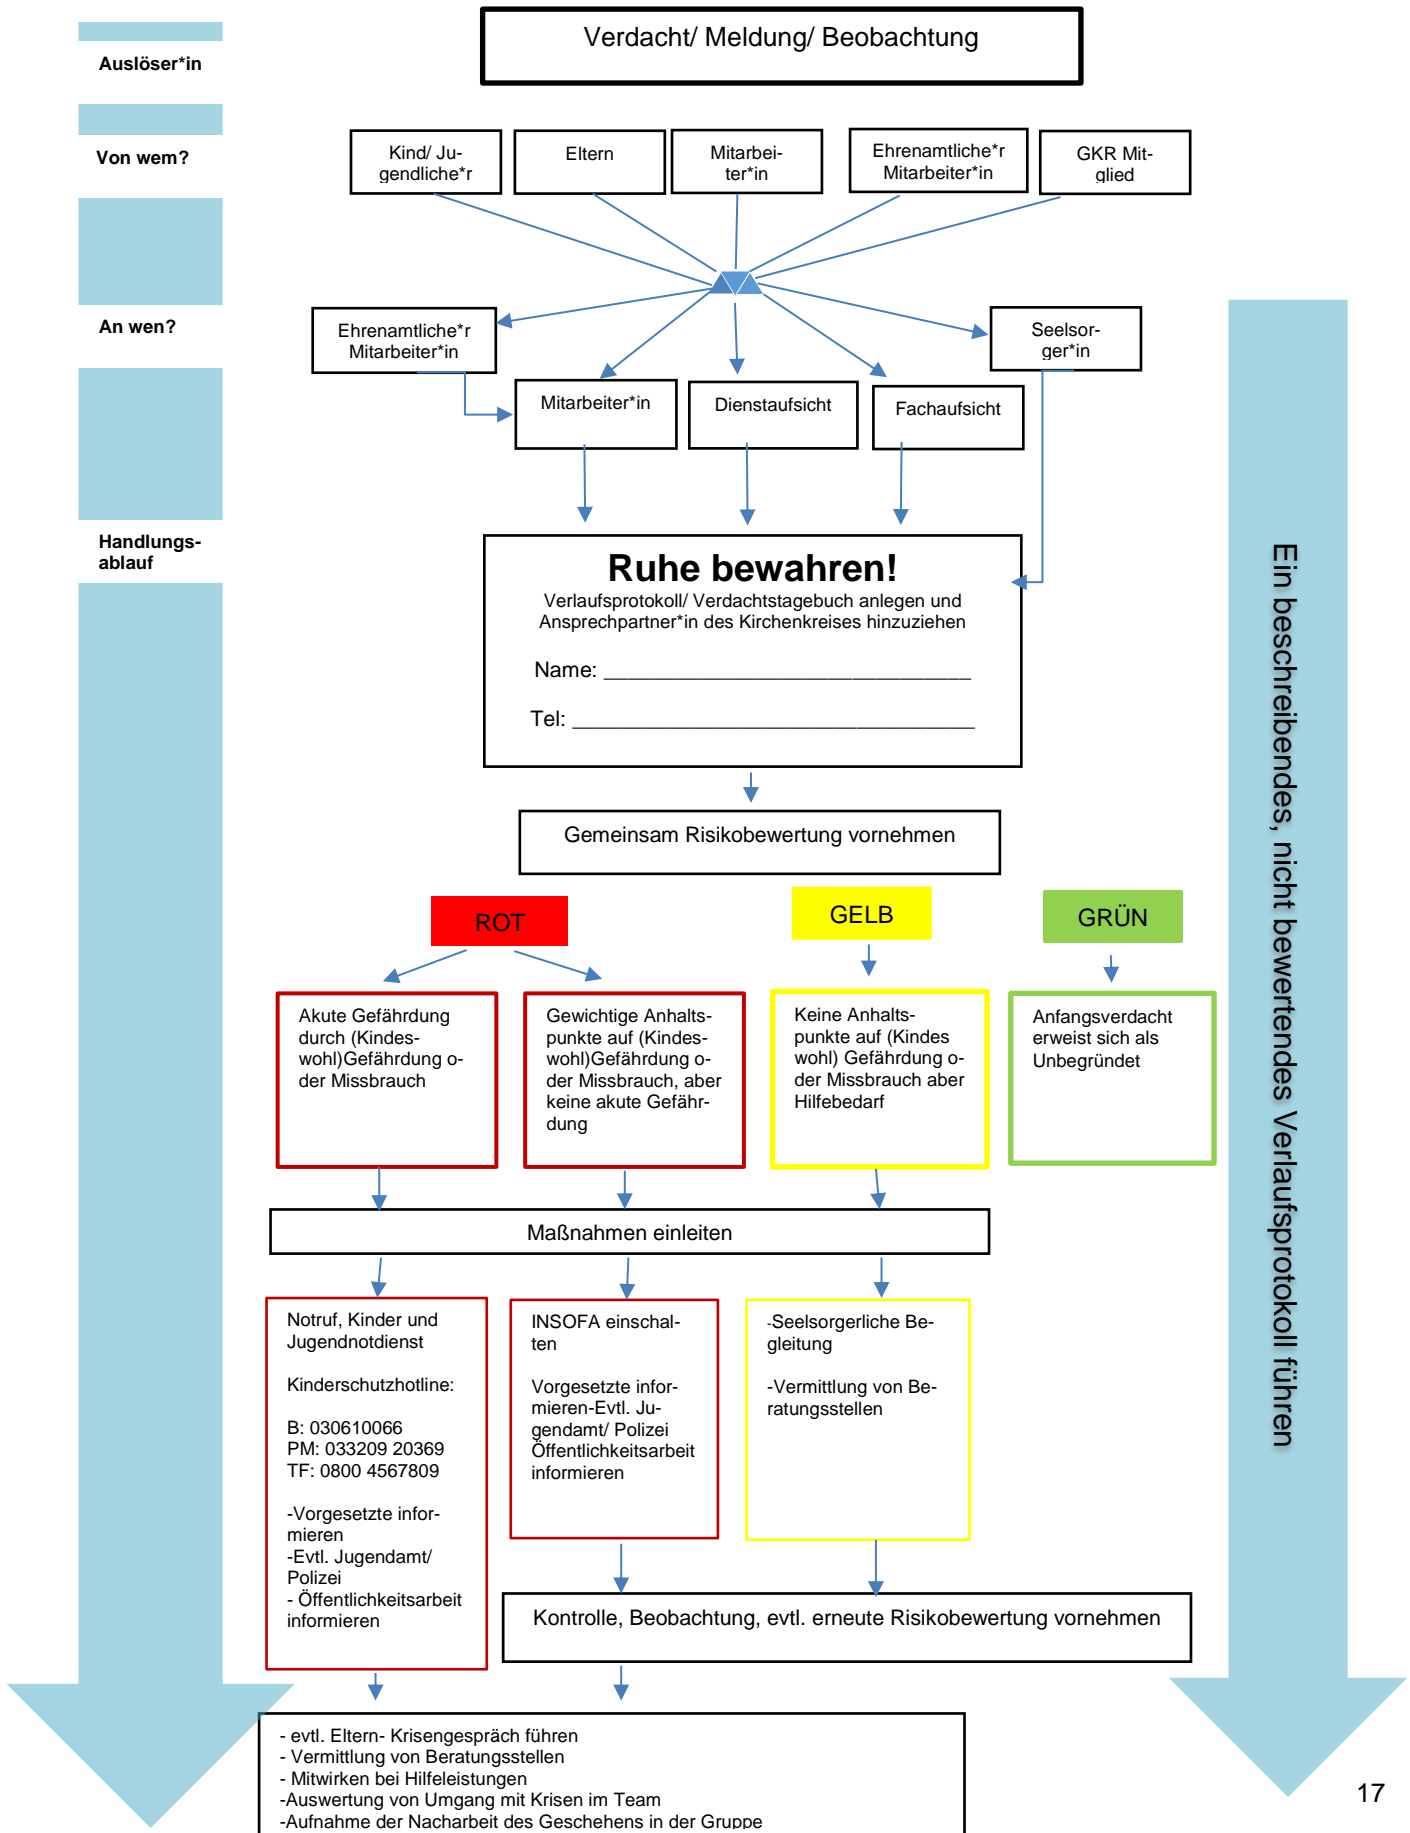 Verdacht/ Meldung/ Beobachtung
Auslöser*in
Von wem?
Kind/ Ju-
gendliche*r
Eltern
Mitarbei-
ter*in
Ehrenamtliche*r
Mitarbeiter*in
GKR Mit-
glied
An wen?
Ehrenamtliche*r
Mitarbeiter*in
Seelsor-
ger*in
Mitarbeiter*in
Dienstaufsicht
Fachaufsicht
Handlungs-
ablauf
Ruhe bewahren!
Verlaufsprotokoll/ Verdachtstagebuch anlegen und
Ansprechpartner*in des Kirchenkreises hinzuziehen
Name: ________________________________
Tel: ___________________________________
Gemeinsam Risikobewertung vornehmen
ROT
GELB
GRÜN
Akute Gefährdung
durch (Kindes-
wohl)Gefährdung o-
der Missbrauch
Gewichtige Anhalts-
punkte auf (Kindes-
wohl)Gefährdung o-
der Missbrauch, aber
keine akute Gefähr-
dung
Keine Anhalts-
punkte auf (Kindes
wohl) Gefährdung o-
der Missbrauch aber
Hilfebedarf
Anfangsverdacht
erweist sich als
Unbegründet
Maßnahmen einleiten
Notruf, Kinder und
Jugendnotdienst
Kinderschutzhotline:
B: 030610066
PM: 033209 20369
TF: 0800 4567809
-Vorgesetzte infor-
mieren
-Evtl. Jugendamt/
Polizei
- Öffentlichkeitsarbeit
informieren
INSOFA einschal-
ten
Vorgesetzte infor-
mieren-Evtl. Ju-
gendamt/ Polizei
Öffentlichkeitsarbeit
informieren
-Seelsorgerliche Be-
gleitung
-Vermittlung von Be-
ratungsstellen
Kontrolle, Beobachtung, evtl. erneute Risikobewertung vornehmen
- evtl. Eltern- Krisengespräch führen
- Vermittlung von Beratungsstellen
- Mitwirken bei Hilfeleistungen
-Auswertung von Umgang mit Krisen im Team
-Aufnahme der Nacharbeit des Geschehens in der Gruppe
Ein beschreibendes, nicht bewertendes Verlaufsprotokoll führen
17